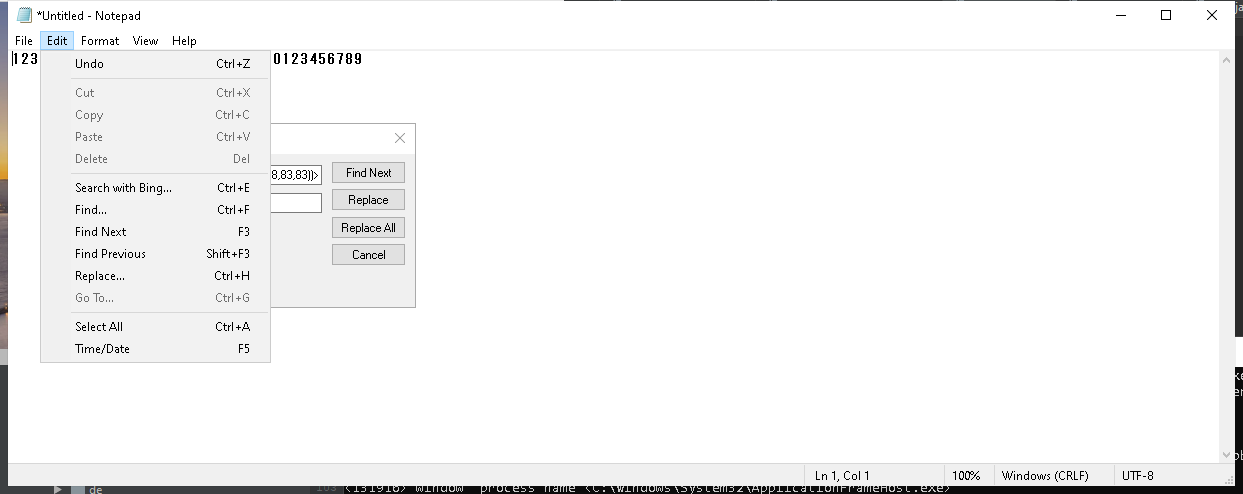 *Untitled - Notepad
File Edit Format View Help
123 0123456789
Undo Ctrl+Z
Cut Ctrl+X
Copy Ctrl+C
Paste Ctrl+V
Delete Del
Search with Bing... Ctrl+E
Find... Ctrl+F
Find Next F3
Find Previous Shift+F3
Replace... Ctrl+H
Go To... Ctrl+G
Select All Ctrl+A
Time/Date F5
8,83,83))> Find Next
Replace
Replace All
Cancel
Ln 1, Col 1 100% Windows (CRLF) UTF-8
de <131916> window process name <C:\Windows\System32\ApplicationFrameHost.exe>